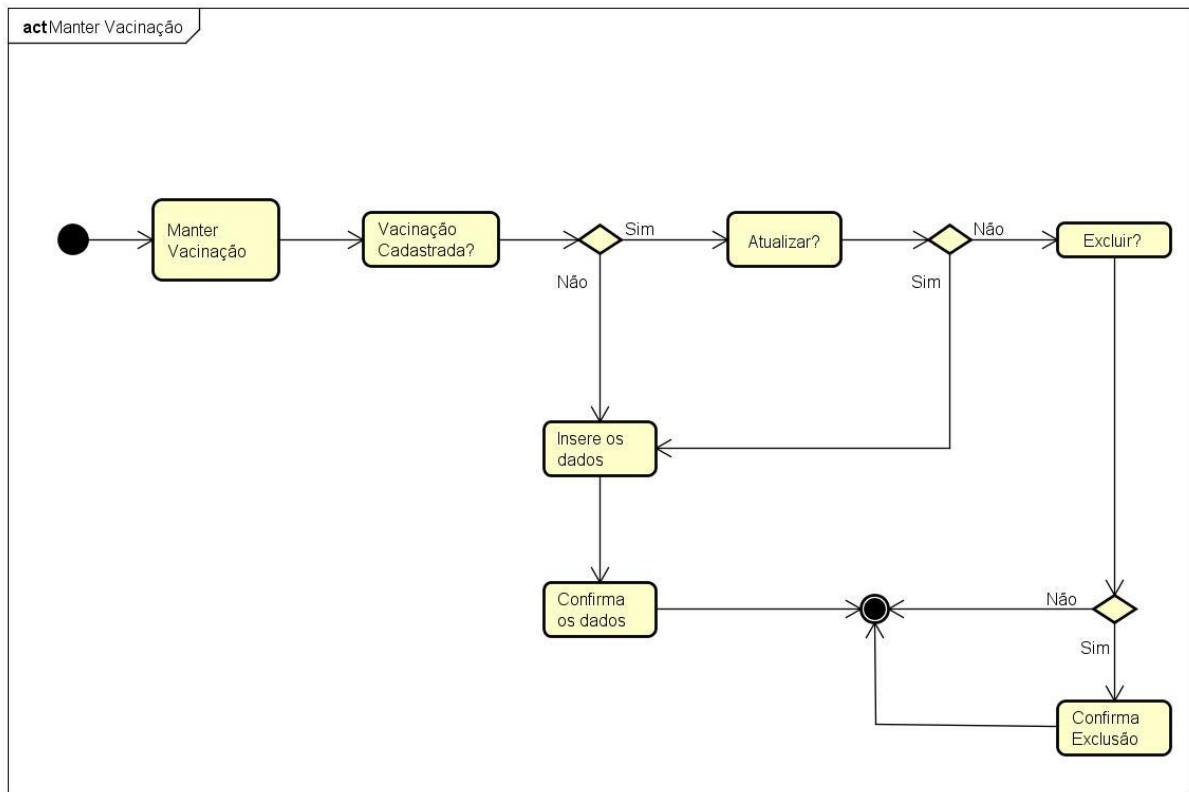 act Manter Vacinação
Manter
Vacinação
Vacinação
Cadastrada?
Sim
Não
Atualizar?
Não
Sim
Excluir?
Insere os
dados
Confirma
os dados
Não
Sim
Confirma
Exclusão